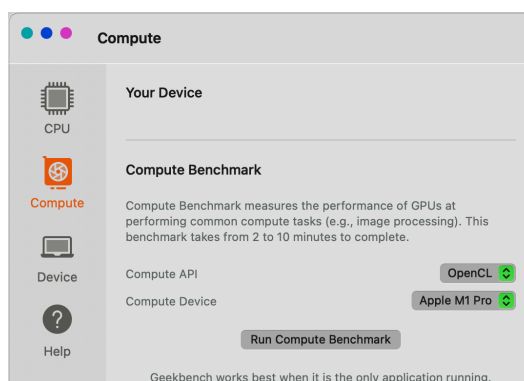 Compute
CPU
Compute
Device
Help
Your Device
Compute Benchmark
Compute Benchmark measures the performance of GPUs at
performing common compute tasks (e.g., image processing). This
benchmark takes from 2 to 10 minutes to complete.
Compute API OpenCL
Compute Device Apple M1 Pro
Run Compute Benchmark
Geekbench works best when it is the only application running.